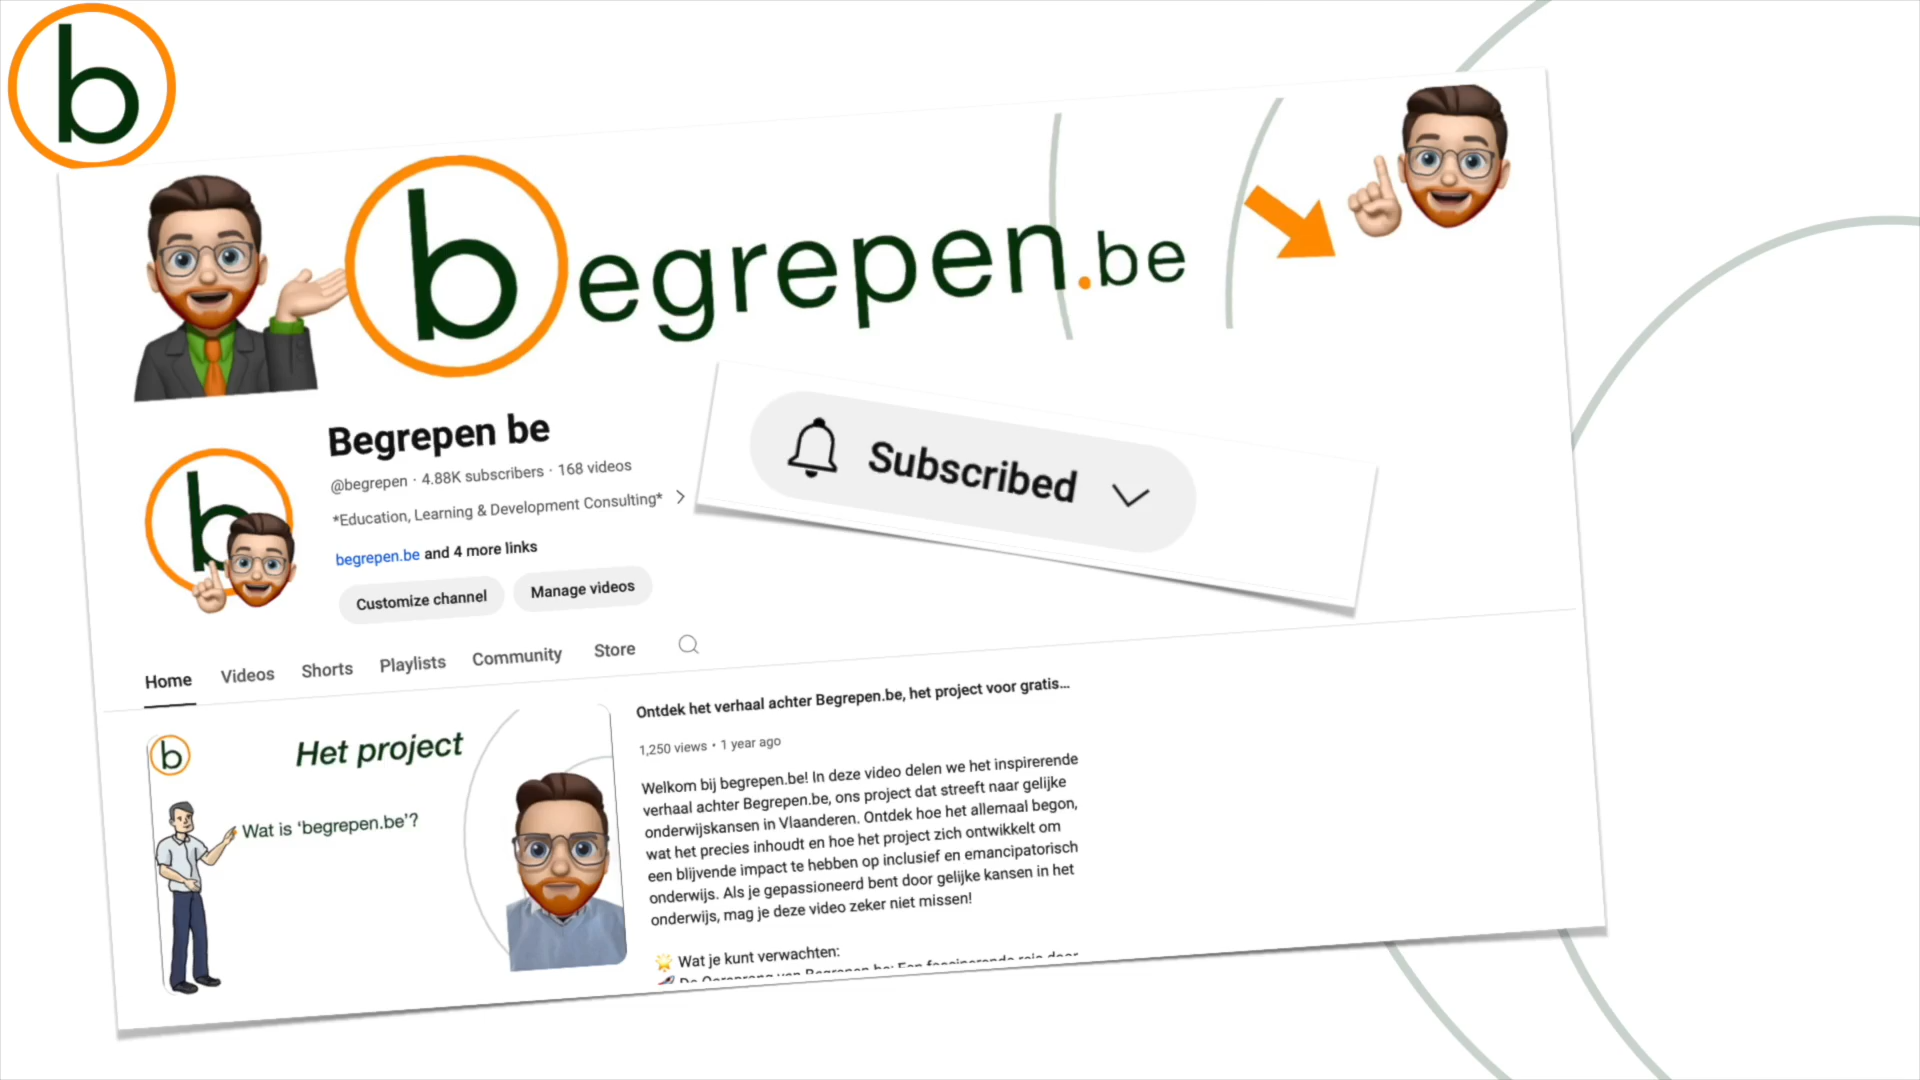 b
begrepen.be
Begrepen be
@begrepen · 4.88K subscribers · 168 videos
*Education, Learning & Development Consulting*
begrepen.be and 4 more links
Customize channel Manage videos
Subscribed
Home Videos Shorts Playlists Community Store
b
Het project
Wat is ‘begrepen.be’?
Ontdek het verhaal achter Begrepen.be, het project voor gratis...
1,250 views • 1 year ago
Welkom bij begrepen.be! In deze video delen we het inspirerende
verhaal achter Begrepen.be, ons project dat streeft naar gelijke
onderwijskansen in Vlaanderen. Ontdek hoe het allemaal begon,
wat het precies inhoudt en hoe het project zich ontwikkelt om
een blijvende impact te hebben op inclusief en emancipatorisch
onderwijs. Als je gepassioneerd bent door gelijke kansen in het
onderwijs, mag je deze video zeker niet missen!
🌟 Wat je kunt verwachten: